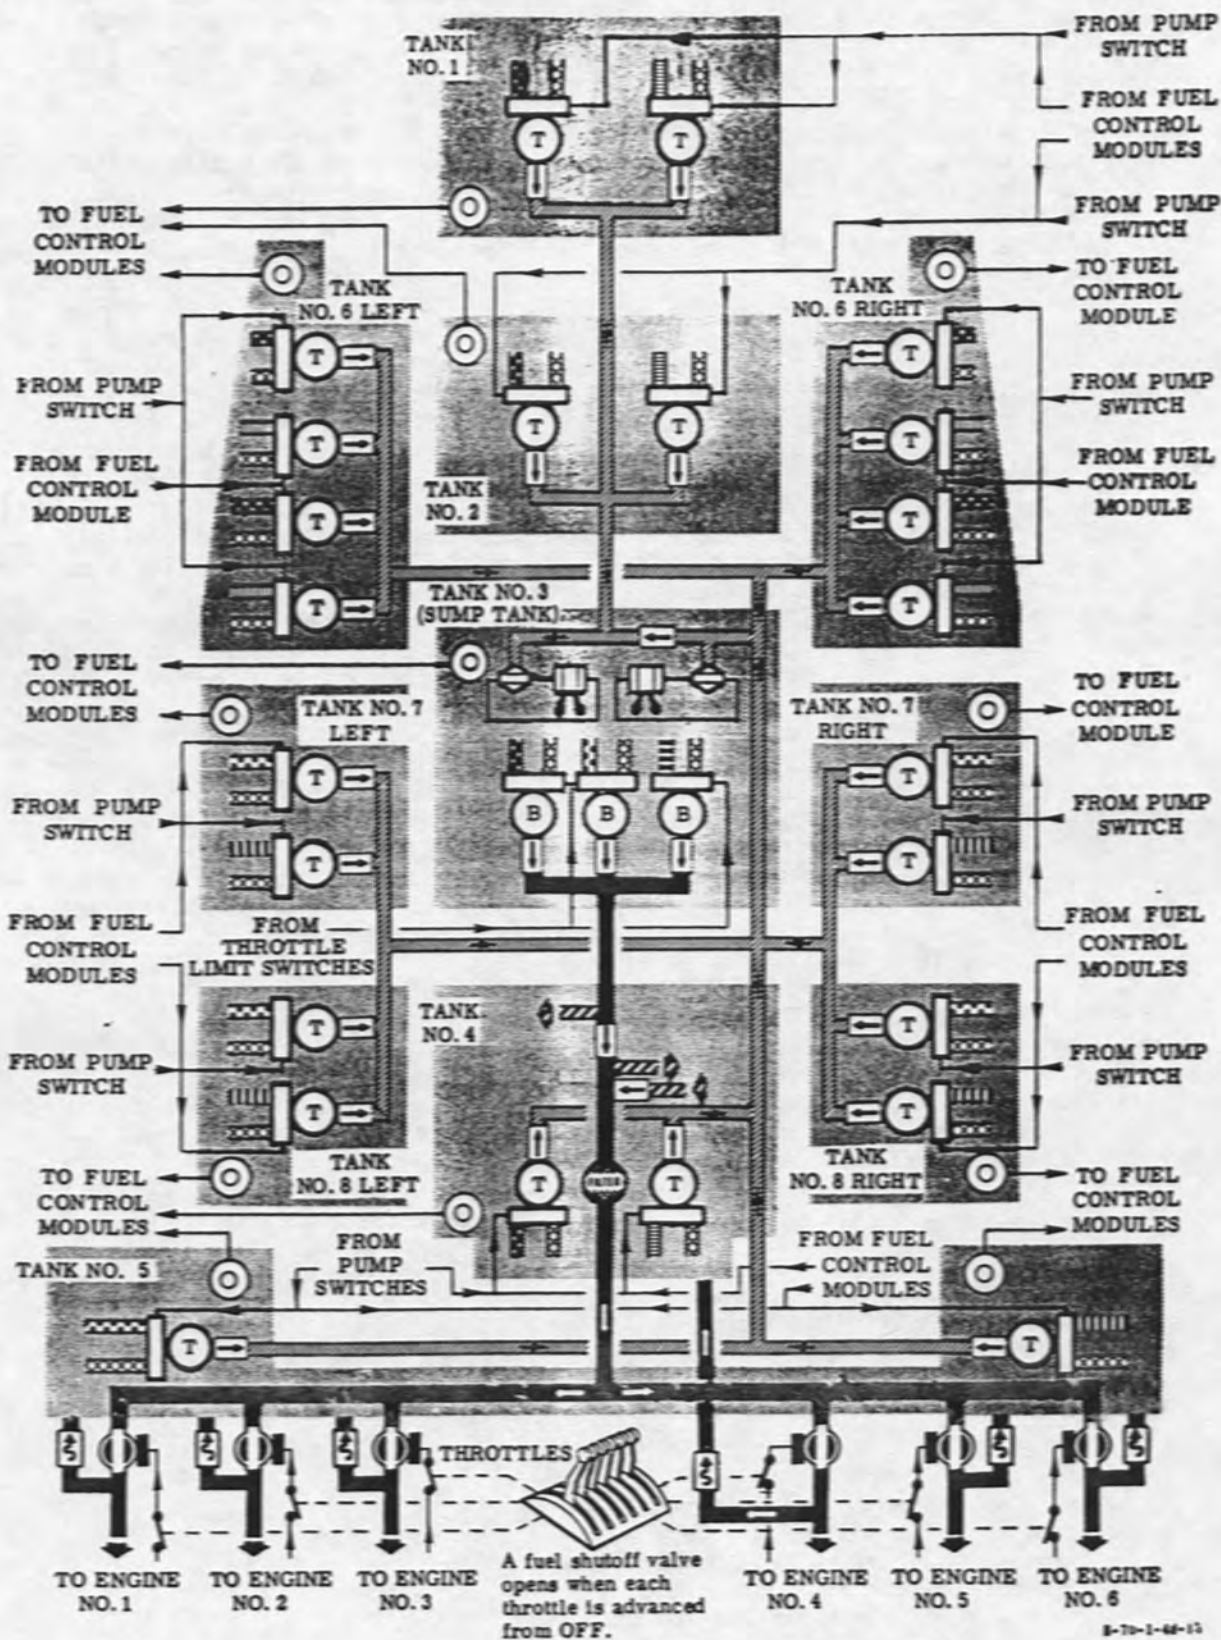 TANK
NO. 1
FROM PUMP
SWITCH
FROM FUEL
CONTROL
MODULES
FROM PUMP
SWITCH
T
T
TO FUEL
CONTROL
MODULES
TO FUEL
CONTROL
MODULE
TANK
NO. 6 LEFT
TANK
NO. 6 RIGHT
T
T
T
T
FROM PUMP
SWITCH
FROM FUEL
CONTROL
MODULE
T
T
TANK
NO. 2
T
T
T
T
FROM PUMP
SWITCH
FROM FUEL
CONTROL
MODULE
TANK NO. 3
(SUMP TANK)
TO FUEL
CONTROL
MODULES
TANK NO. 7
LEFT
TANK NO. 7
RIGHT
TO FUEL
CONTROL
MODULE
T
T
FROM PUMP
SWITCH
B
B
B
T
T
FROM PUMP
SWITCH
FROM FUEL
CONTROL
MODULES
FROM
THROTTLE
LIMIT SWITCHES
FROM FUEL
CONTROL
MODULES
TANK
NO. 4
T
T
FROM PUMP
SWITCH
T
T
FROM PUMP
SWITCH
TANK
NO. 8 LEFT
TANK
NO. 8 RIGHT
TO FUEL
CONTROL
MODULES
T
FILTER
T
TO FUEL
CONTROL
MODULES
FROM
PUMP
SWITCHES
FROM FUEL
CONTROL
MODULES
TANK NO. 5
T
T
THROTTLES
A fuel shutoff valve
opens when each
throttle is advanced
from OFF.
TO ENGINE
NO. 1
TO ENGINE
NO. 2
TO ENGINE
NO. 3
TO ENGINE
NO. 4
TO ENGINE
NO. 5
TO ENGINE
NO. 6